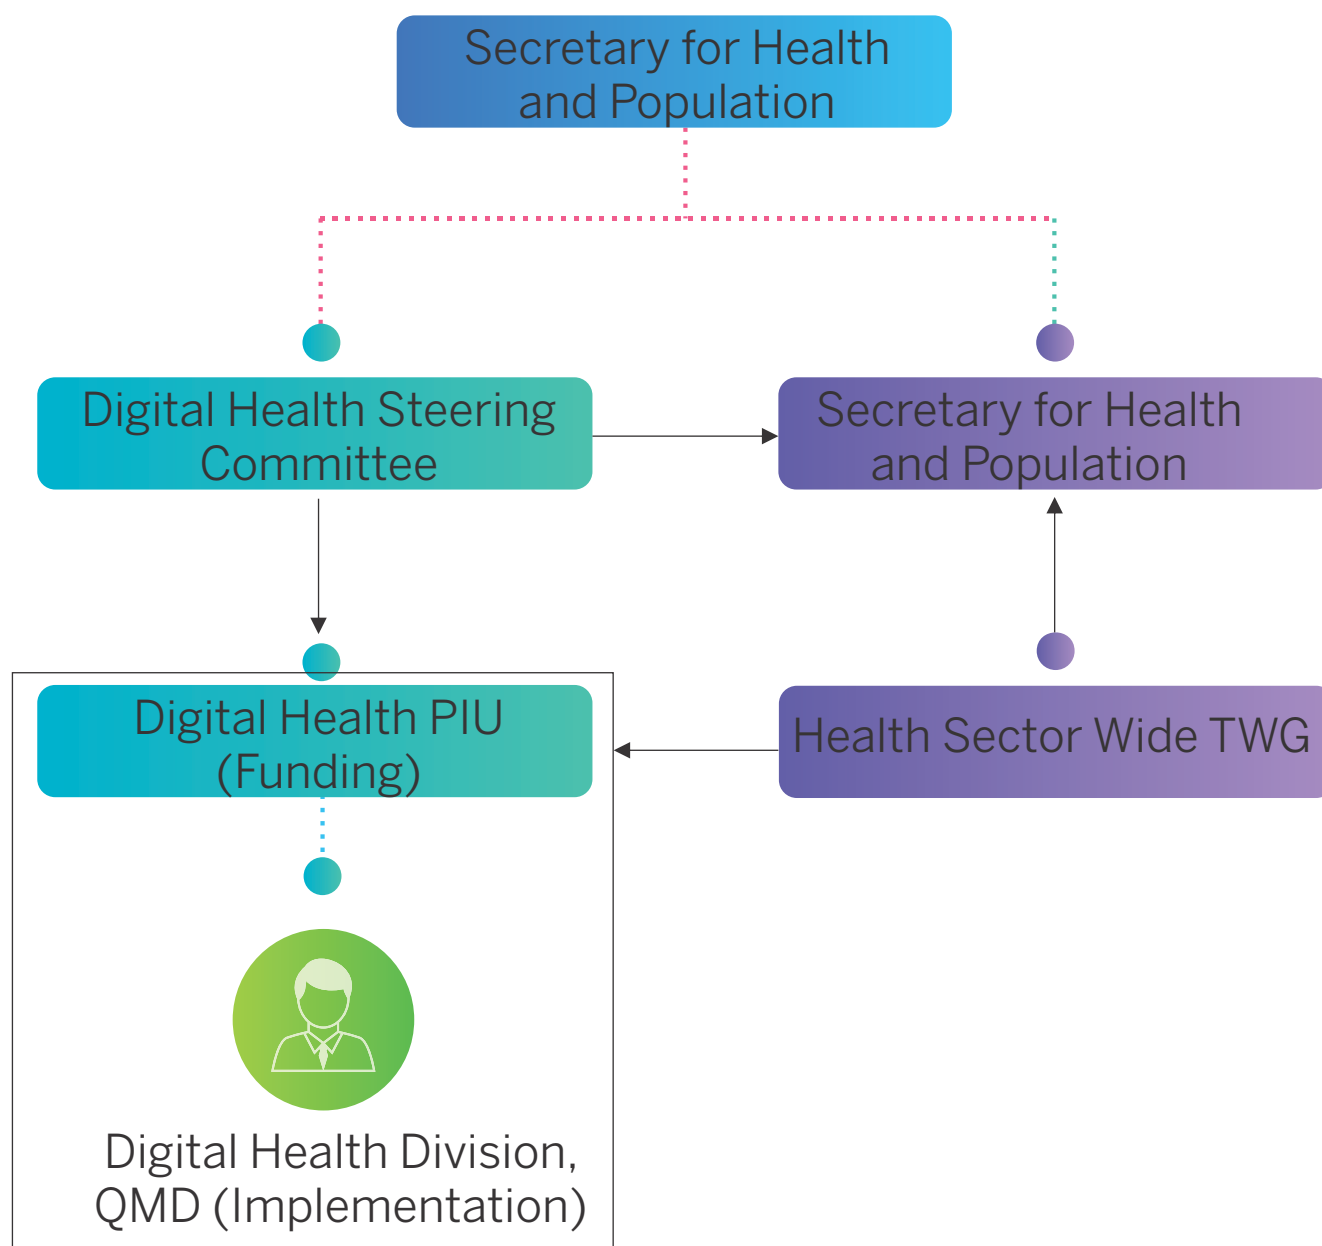 Secretary for Health
and Population
Digital Health Steering
Committee
Secretary for Health
and Population
Digital Health PIU
(Funding)
Health Sector Wide TWG
Digital Health Division,
QMD (Implementation)